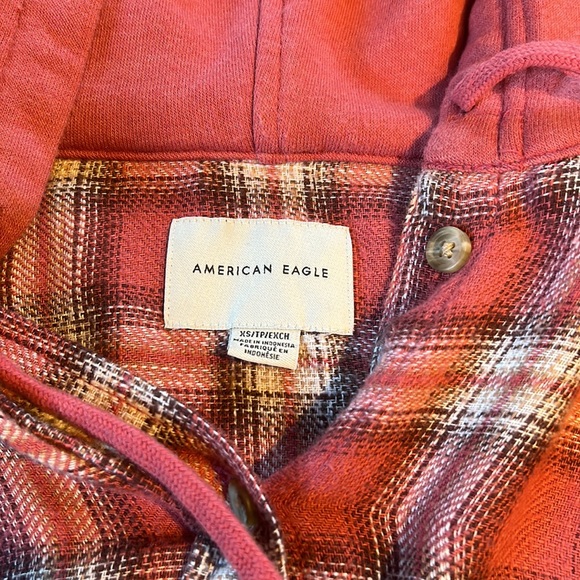 AMERICAN EAGLE
XS/TP/EXCH
MADE IN INDONESIA
FABRIQUÉ EN
INDONÉSIE